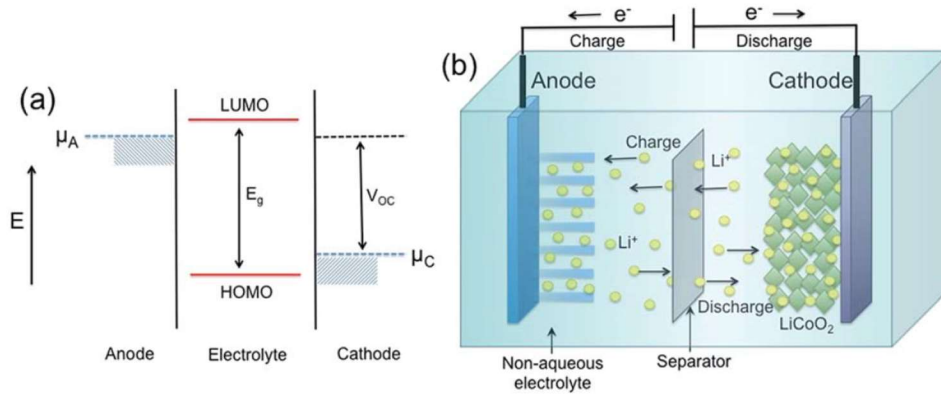 (a)
LUMO
μA
Eg
VOC
E
μC
HOMO
Anode
Electrolyte
Cathode
(b)
e-
e-
Charge
Discharge
Anode
Cathode
Charge
Li+
Li+
Discharge
LiCoO2
Non-aqueous
electrolyte
Separator